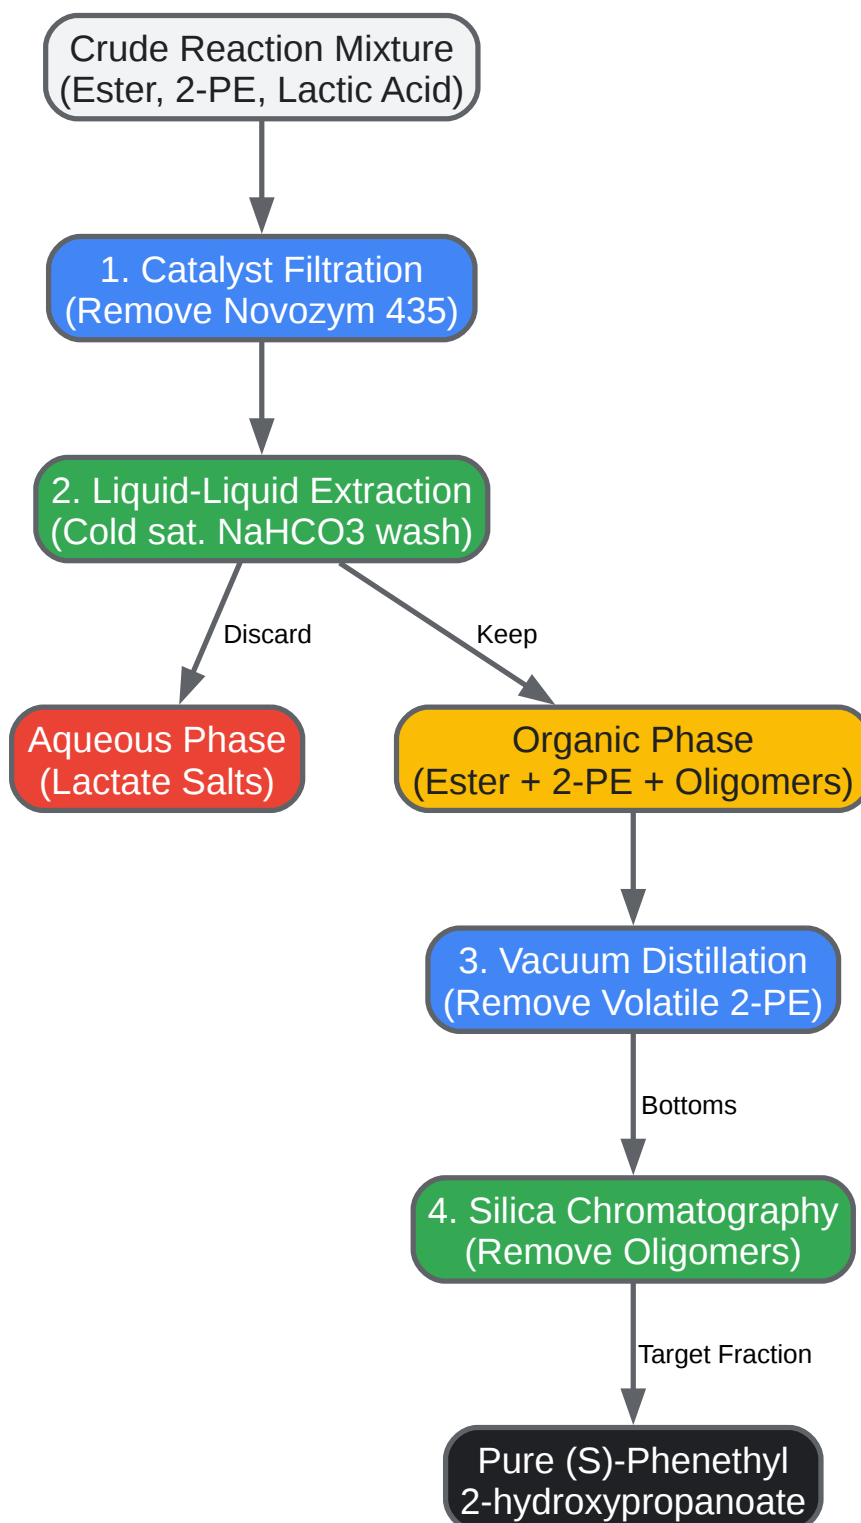 Crude Reaction Mixture
(Ester, 2-PE, Lactic Acid)
1. Catalyst Filtration
(Remove Novozym 435)
2. Liquid-Liquid Extraction
(Cold sat. NaHCO3 wash)
Discard
Keep
Aqueous Phase
(Lactate Salts)
Organic Phase
(Ester + 2-PE + Oligomers)
3. Vacuum Distillation
(Remove Volatile 2-PE)
Bottoms
4. Silica Chromatography
(Remove Oligomers)
Target Fraction
Pure (S)-Phenethyl
2-hydroxypropanoate